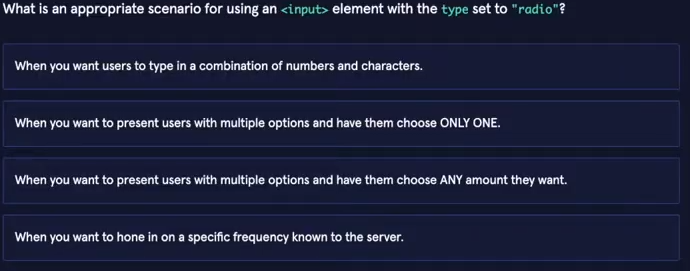 What is an appropriate scenario for using an <input> element with the type set to "radio"?
When you want users to type in a combination of numbers and characters.
When you want to present users with multiple options and have them choose ONLY ONE.
When you want to present users with multiple options and have them choose ANY amount they want.
When you want to hone in on a specific frequency known to the server.